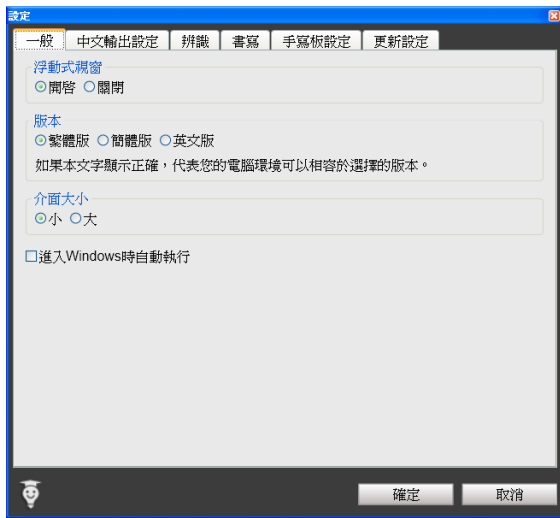 設定
一般 中文輸出設定 辨識 書寫 手寫板設定 更新設定
浮動式視窗
開啟 關閉
版本
繁體版 簡體版 英文版
如果本文字顯示正確，代表您的電腦環境可以相容於選擇的版本。
介面大小
小 大
進入Windows時自動執行
確定 取消